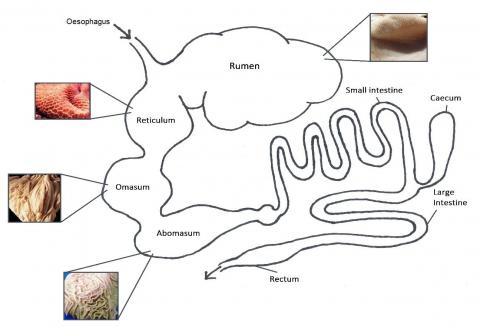 Oesophagus
Rumen
Small intestine
Caecum
Reticulum
Omasum
Large
Intestine
Abomasum
Rectum